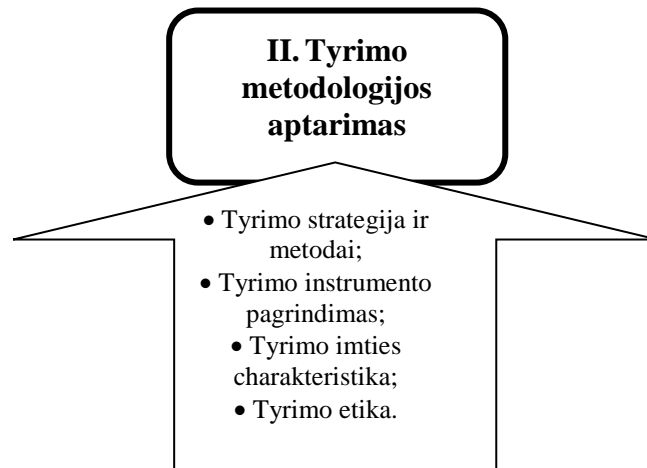 II. Tyrimo
metodologijos
aptarimas
• Tyrimo strategija ir
metodai;
• Tyrimo instrumento
pagrindimas;
• Tyrimo imties
charakteristika;
• Tyrimo etika.